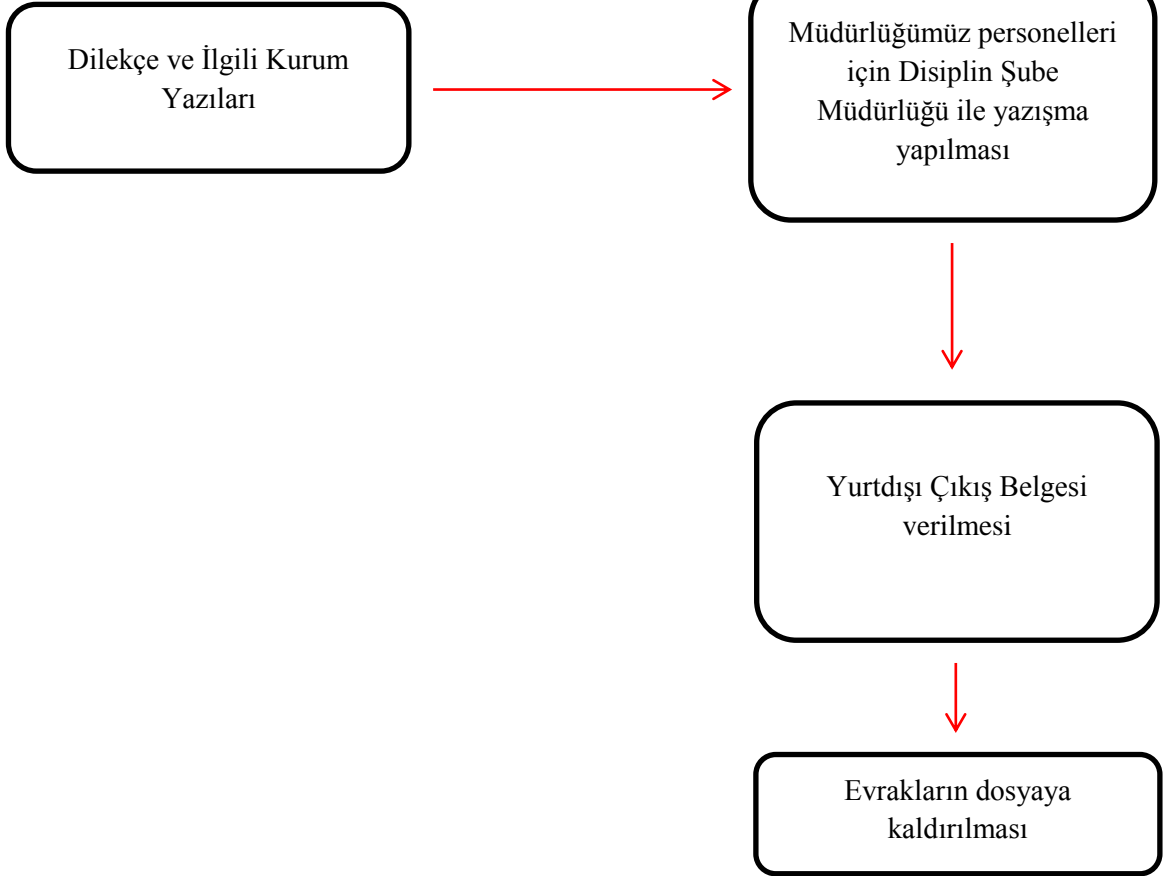 Dilekçe ve İlgili Kurum
Yazıları
Müdürlüğümüz personelleri
için Disiplin Şube
Müdürlüğü ile yazışma
yapılması
Yurtdışı Çıkış Belgesi
verilmesi
Evrakların dosyaya
kaldırılması